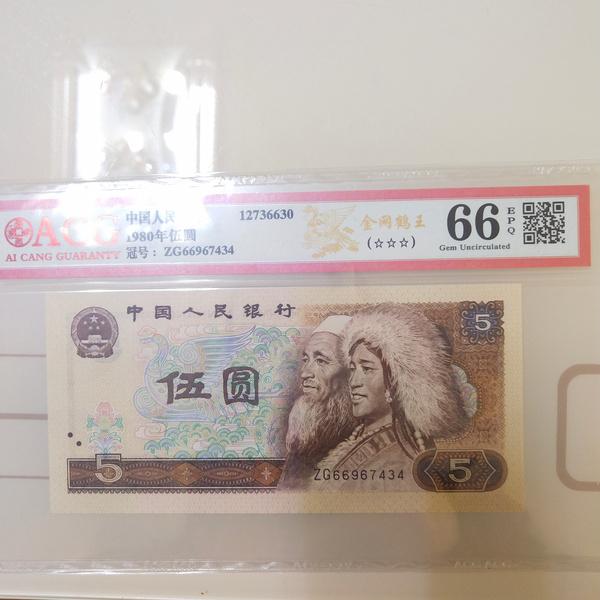 ACG
AI CANG GUARANTY
中国人民
1980年伍圆
冠号: ZG66967434
12736630
金网鹤王
(☆☆☆)
66
EPQ
Gem Uncirculated
中国人民银行
5
伍圆
5
ZG66967434
5